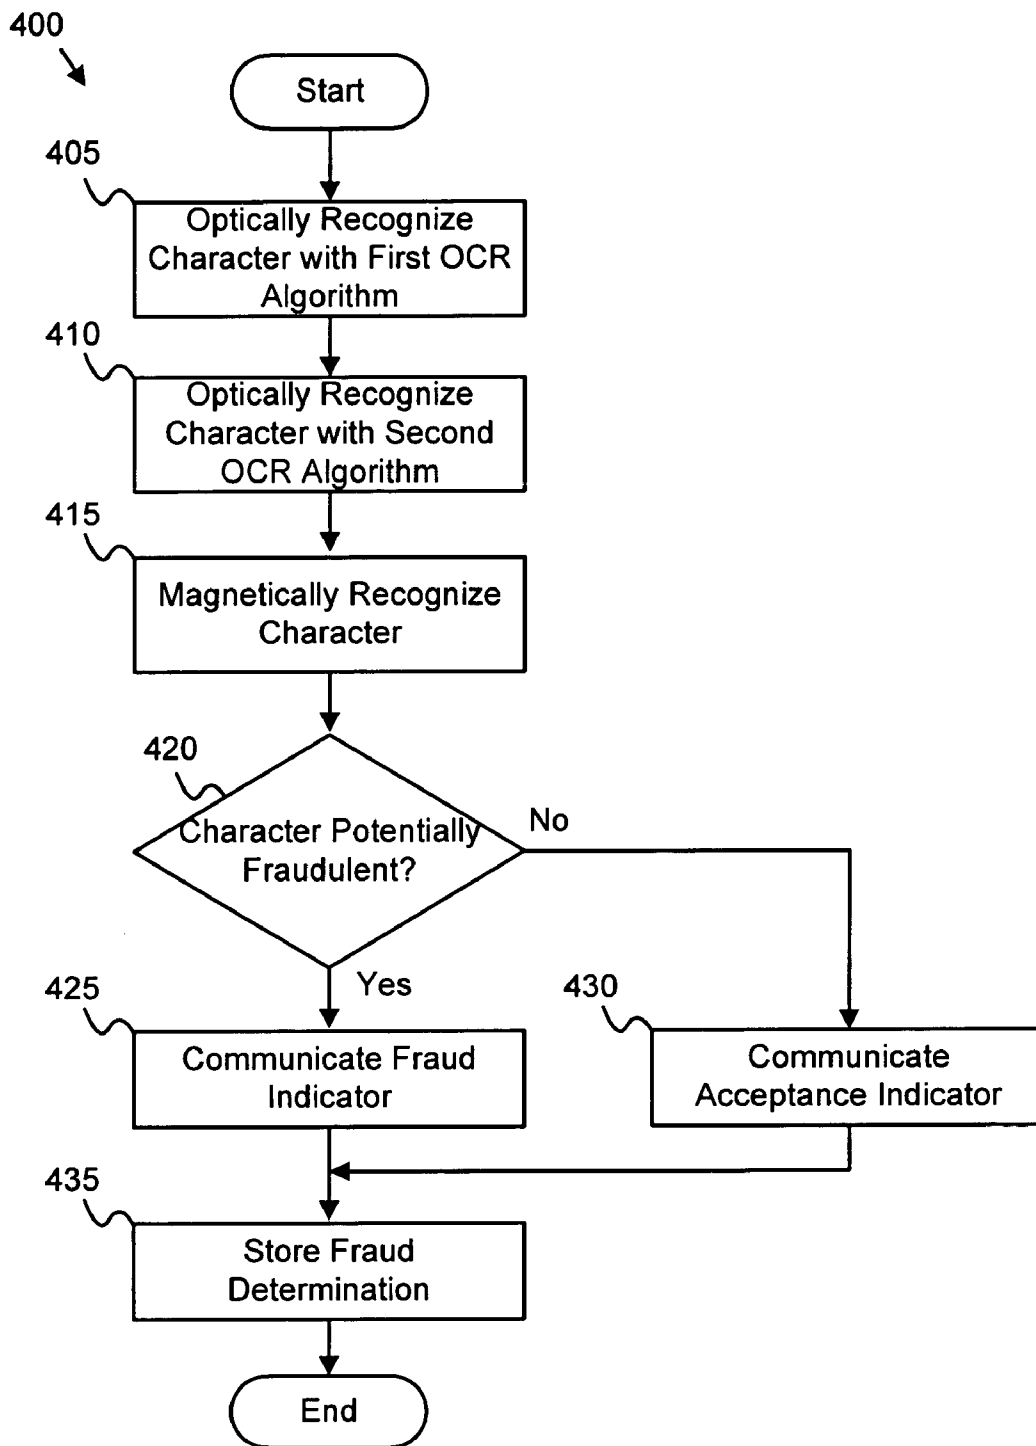 400
Start
405
Optically Recognize
Character with First OCR
Algorithm
410
Optically Recognize
Character with Second
OCR Algorithm
415
Magnetically Recognize
Character
420
Character Potentially
Fraudulent?
No
Yes
425
Communicate Fraud
Indicator
430
Communicate
Acceptance Indicator
435
Store Fraud
Determination
End